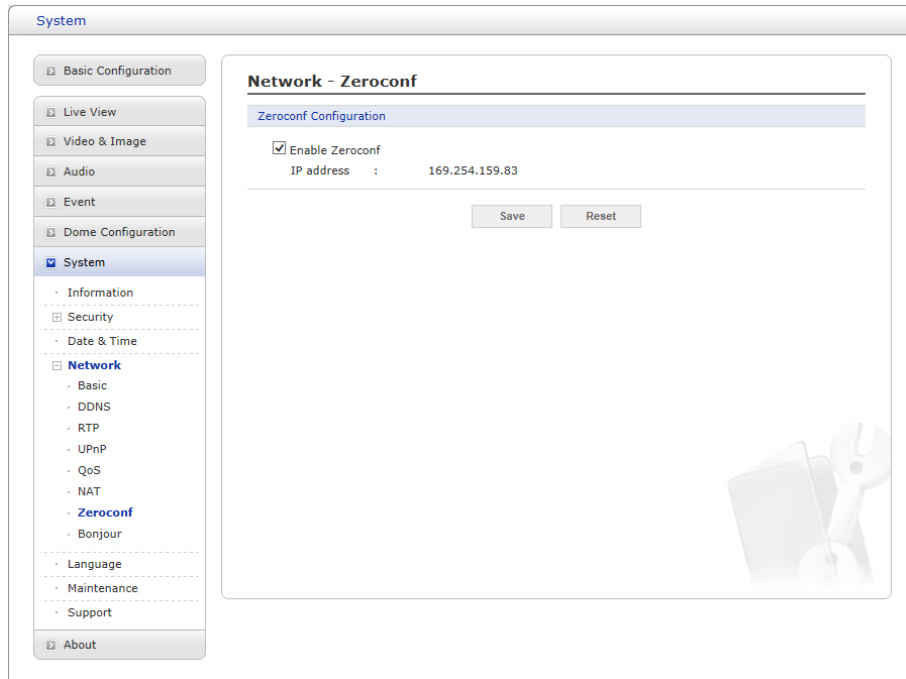 System
Basic Configuration
Live View
Video & Image
Audio
Event
Dome Configuration
System
Information
Security
Date & Time
Network
Basic
DDNS
RTP
UPnP
QoS
NAT
Zeroconf
Bonjour
Language
Maintenance
Support
About
Network - Zeroconf
Zeroconf Configuration
Enable Zeroconf
IP address : 169.254.159.83
Save Reset